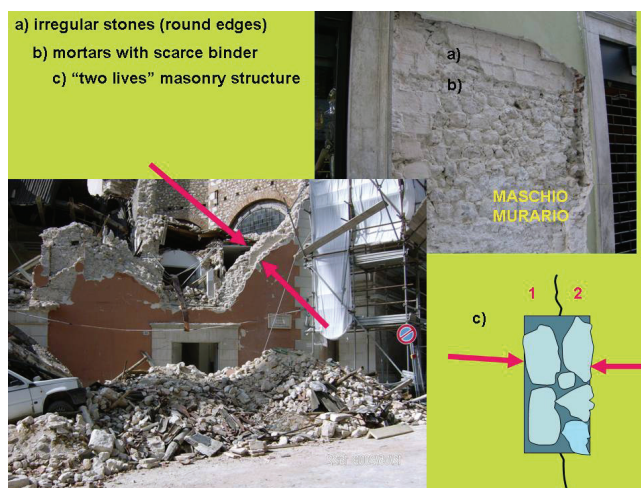 a) irregular stones (round edges)
b) mortars with scarce binder
c) “two lives” masonry structure
a)
b)
MASCHIO
MURARIO
1 2
c)